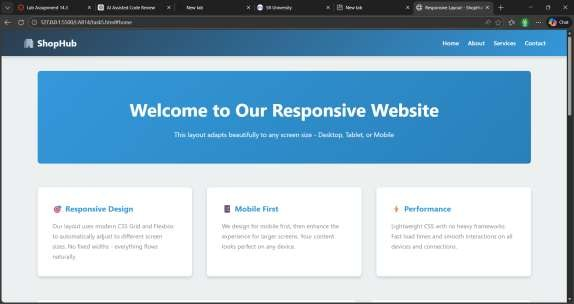 Lab Assignment 14.3
AI Assisted Code Review
New tab
SR University
New tab
Responsive Layout - ShopHu
127.0.0.1:5500/LAB14/task5.html#home
Chat
ShopHub
Home
About
Services
Contact
Welcome to Our Responsive Website
This layout adapts beautifully to any screen size - Desktop, Tablet, or Mobile
Responsive Design
Our layout uses modern CSS Grid and Flexbox
to automatically adjust to different screen
sizes. No fixed widths - everything flows
naturally.
Mobile First
We design for mobile first, then enhance the
experience for larger screens. Your content
looks perfect on any device.
Performance
Lightweight CSS with no heavy frameworks.
Fast load times and smooth interactions on all
devices and connections.